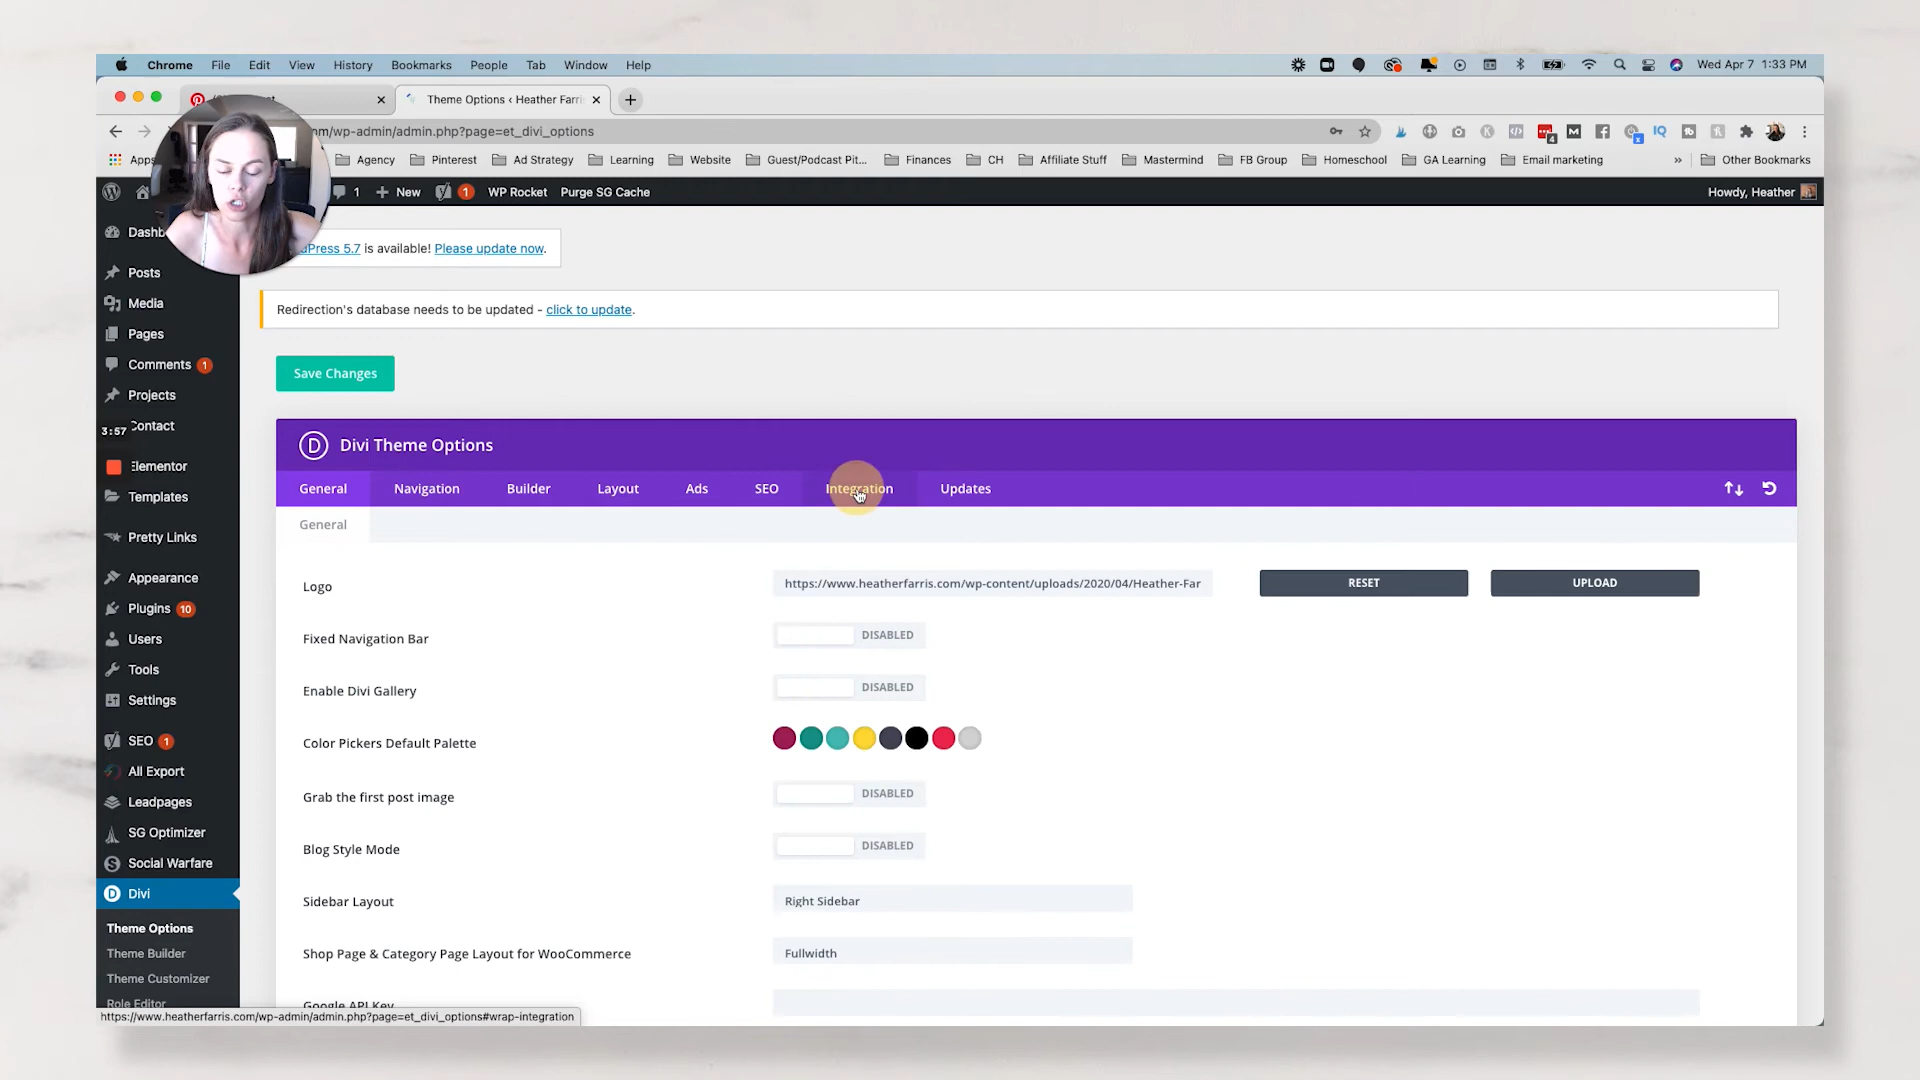 Chrome File Edit View History Bookmarks People Tab Window Help
4 Wed Apr 7 1:33 PM
Theme Options ‹ Heather Farris
m/wp-admin/admin.php?page=et_divi_options
Apps Agency Pinterest Ad Strategy Learning Website Guest/Podcast Pit... Finances CH Affiliate Stuff Mastermind FB Group Homeschool GA Learning Email marketing » Other Bookmarks
1 New 1 WP Rocket Purge SG Cache Howdy, Heather
Dashb
Press 5.7 is available! Please update now.
Posts
Media
Redirection's database needs to be updated - click to update.
Pages
Comments 1
Save Changes
Projects
Contact
3:57
Divi Theme Options
Elementor
General Navigation Builder Layout Ads SEO Integration Updates
Templates
General
Pretty Links
Appearance
Logo https://www.heatherfarris.com/wp-content/uploads/2020/04/Heather-Far RESET UPLOAD
Plugins 10
Users
Fixed Navigation Bar DISABLED
Tools
Enable Divi Gallery DISABLED
Settings
SEO 1
Color Pickers Default Palette
All Export
Grab the first post image DISABLED
Leadpages
SG Optimizer
Blog Style Mode DISABLED
Social Warfare
Divi
Sidebar Layout Right Sidebar
Theme Options
Theme Builder
Shop Page & Category Page Layout for WooCommerce Fullwidth
Theme Customizer
Role Editor
Google API Key
https://www.heatherfarris.com/wp-admin/admin.php?page=et_divi_options#wrap-integration